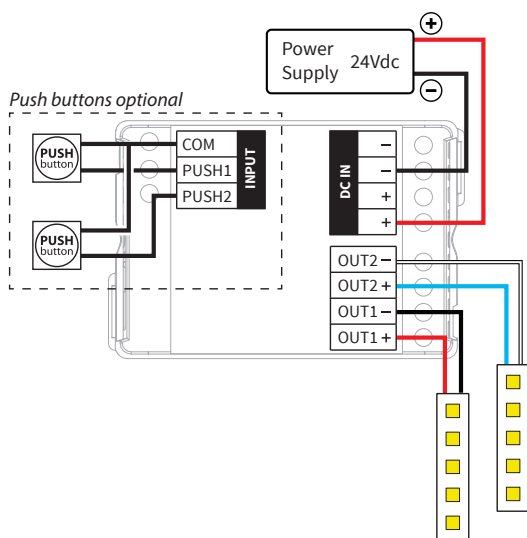 Power Supply
24Vdc
+
−
Push buttons optional
PUSH
button
PUSH
button
COM
PUSH1
PUSH2
INPUT
DC IN
−
−
+
+
OUT2 −
OUT2 +
OUT1 −
OUT1 +